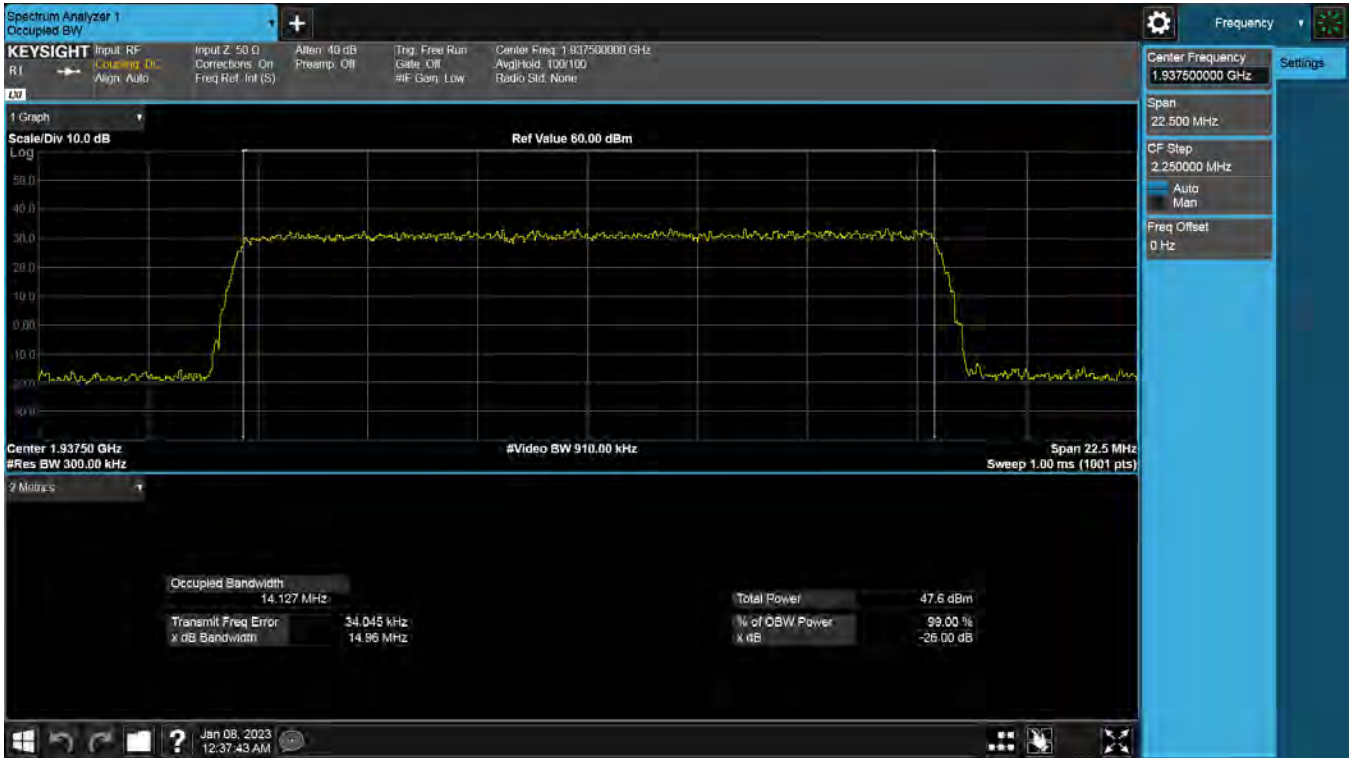 Spectrum Analyzer 1
Occupied BW
+
Frequency
KEYSIGHT Input: RF
Input Z: 50 Ω
Atten: 40 dB
Trig: Free Run
Center Freq: 1.937500000 GHz
Coupling: DC
Corrections: On
Preamp: Off
Gate: Off
Avg|Hold: 100/100
Align: Auto
Freq Ref: Int (S)
#IF Gain: Low
Radio Std: None
LXI
Center Frequency
1.937500000 GHz
Settings
Span
22.500 MHz
CF Step
2.250000 MHz
Auto
Man
Freq Offset
0 Hz
1 Graph
Scale/Div 10.0 dB
Ref Value 60.00 dBm
Log
50.0
40.0
30.0
20.0
10.0
0.00
-10.0
-20.0
-30.0
Center 1.93750 GHz
#Video BW 910.00 kHz
Span 22.5 MHz
#Res BW 300.00 kHz
Sweep 1.00 ms (1001 pts)
2 Metrics
Occupied Bandwidth
14.127 MHz
Total Power 47.6 dBm
Transmit Freq Error 34.045 kHz
% of OBW Power 99.00 %
x dB Bandwidth 14.96 MHz
x dB -26.00 dB
?
Jan 08, 2023
12:37:43 AM